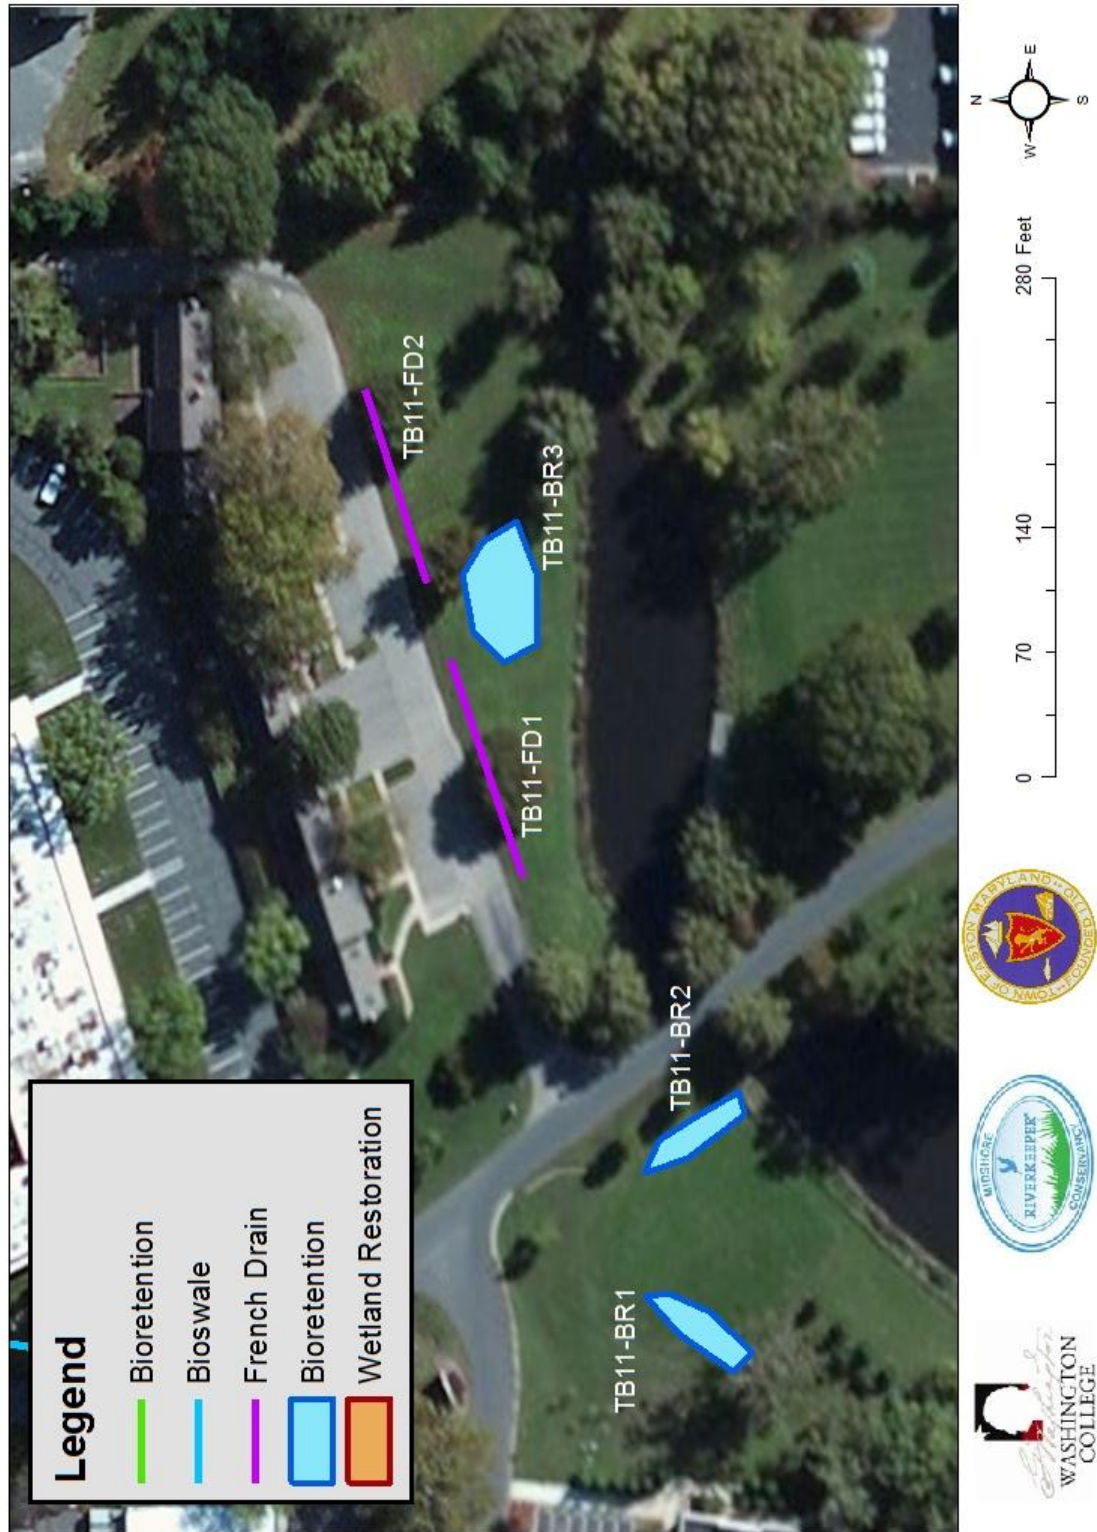 Legend
Bioretention
Bioswale
French Drain
Bioretention
Wetland Restoration
TB11-FD2
TB11-BR3
TB11-FD1
TB11-BR2
TB11-BR1
WASHINGTON
COLLEGE
MIDSHORE
RIVERKEEPER
CONSERVANCY
TOWN OF EASTON MARYLAND
FOUNDED 1710
0 70 140 280 Feet
N
W E
S